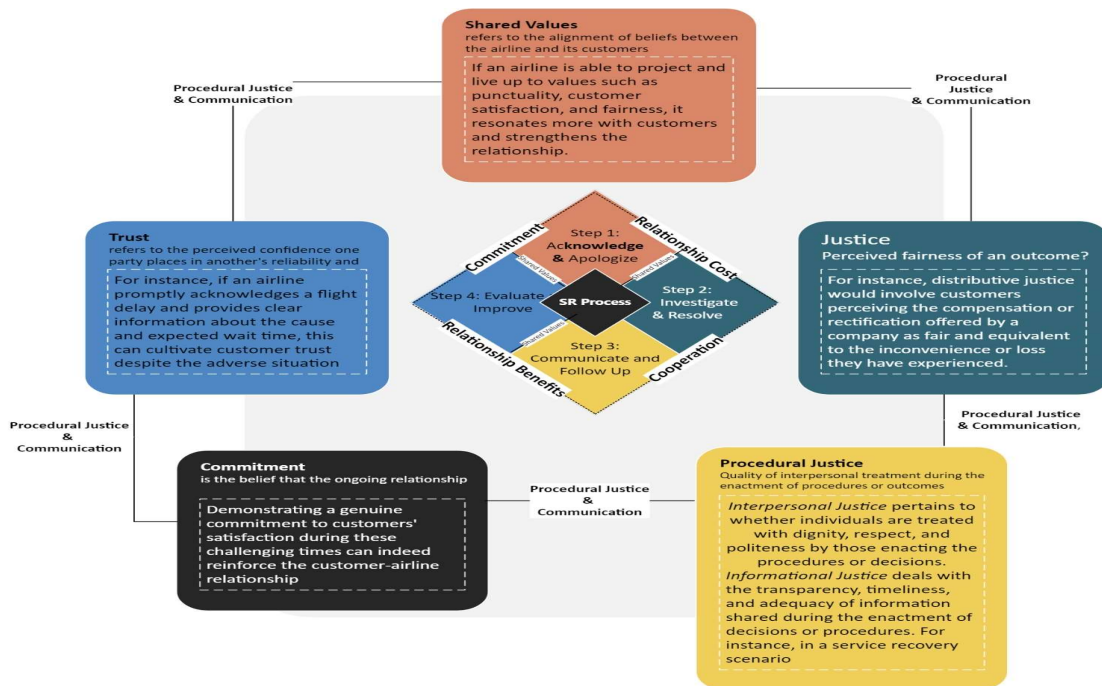 Shared Values
refers to the alignment of beliefs between
the airline and its customers
If an airline is able to project and
live up to values such as
punctuality, customer
satisfaction, and fairness, it
resonates more with customers
and strengthens the
relationship.
Procedural Justice
& Communication
Procedural
Justice
& Communication
Trust
refers to the perceived confidence one
party places in another's reliability and
For instance, if an airline
promptly acknowledges a flight
delay and provides clear
information about the cause
and expected wait time, this
can cultivate customer trust
despite the adverse situation
Commitment
Relationship Cost
Step 1:
Acknowledge
& Apologize
Shared Values
Shared Values
Step 4: Evaluate
Improve
SR Process
Step 2:
Investigate
& Resolve
Shared Values
Step 3:
Communicate and
Follow Up
Relationship Benefits
Cooperation
Justice
Perceived fairness of an outcome?
For instance, distributive justice
would involve customers
perceiving the compensation or
rectification offered by a
company as fair and equivalent
to the inconvenience or loss
they have experienced.
Procedural Justice
&
Communication
Procedural Justice
& Communication,
Commitment
is the belief that the ongoing relationship
Demonstrating a genuine
commitment to customers'
satisfaction during these
challenging times can indeed
reinforce the customer-airline
relationship
Procedural Justice
&
Communication
Procedural Justice
Quality of interpersonal treatment during the
enactment of procedures or outcomes
Interpersonal Justice pertains to
whether individuals are treated
with dignity, respect, and
politeness by those enacting the
procedures or decisions.
Informational Justice deals with
the transparency, timeliness,
and adequacy of information
shared during the enactment of
decisions or procedures. For
instance, in a service recovery
scenario